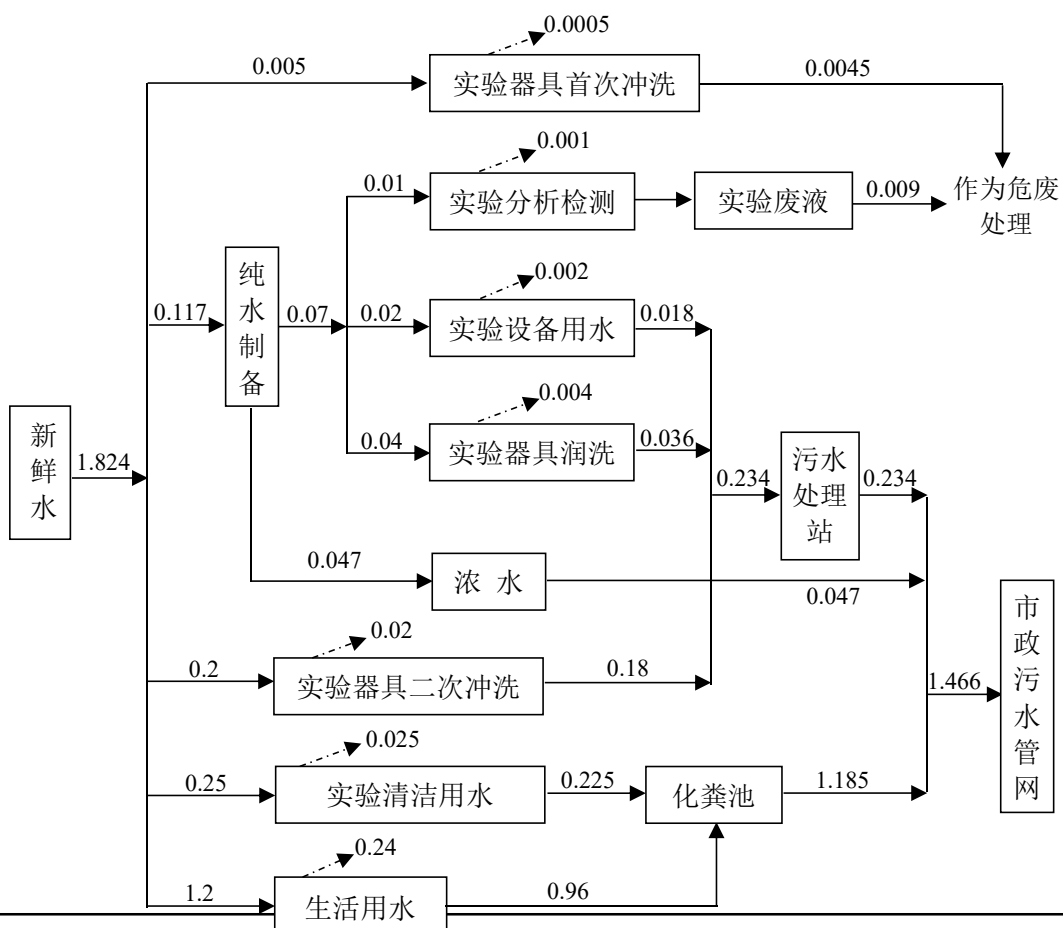 0.0005
0.005
实验器具首次冲洗
0.0045
0.001
0.01
实验分析检测
实验废液
0.009
作为危废
处理
纯水制备
0.002
0.117
0.07
0.02
实验设备用水
0.018
0.004
新鲜水
1.824
0.04
实验器具润洗
0.036
0.234
污水
处理
站
0.234
0.047
浓 水
0.047
市政污水管网
0.02
0.2
实验器具二次冲洗
0.18
1.466
0.025
0.25
实验清洁用水
0.225
化粪池
1.185
0.24
1.2
生活用水
0.96